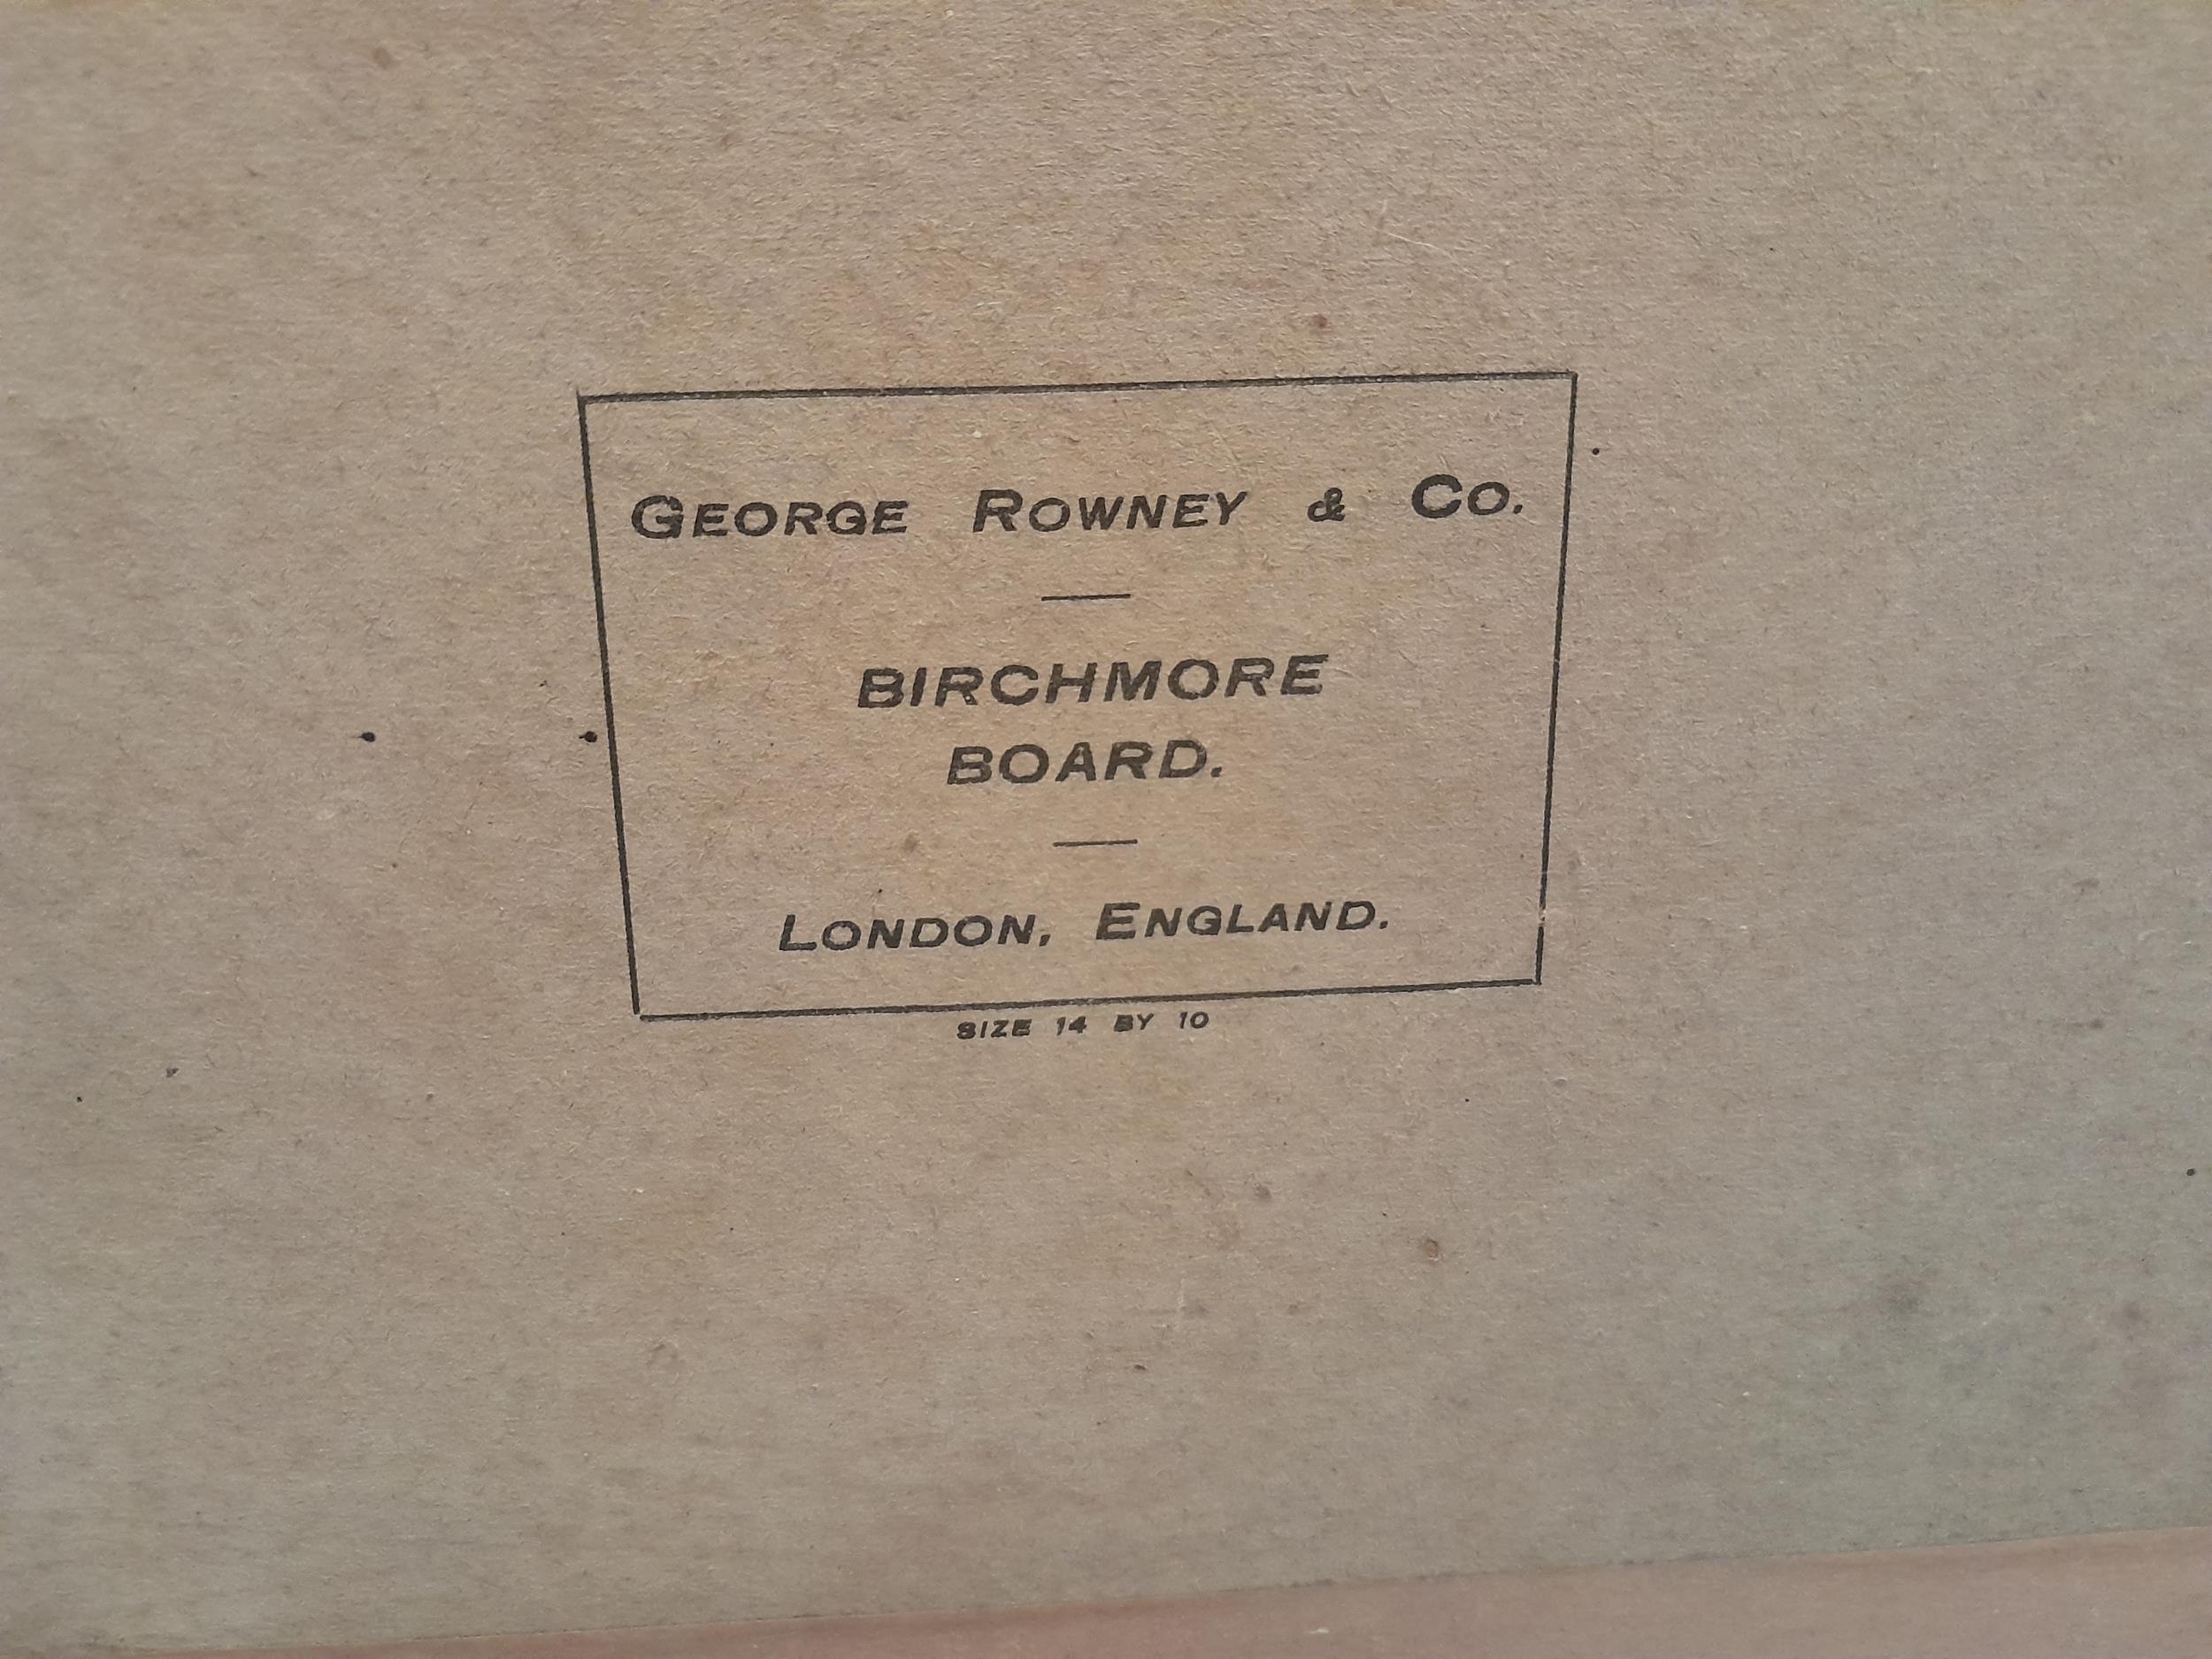 GEORGE ROWNEY & CO.
BIRCHMORE
BOARD.
LONDON, ENGLAND.
SIZE 14 BY 10